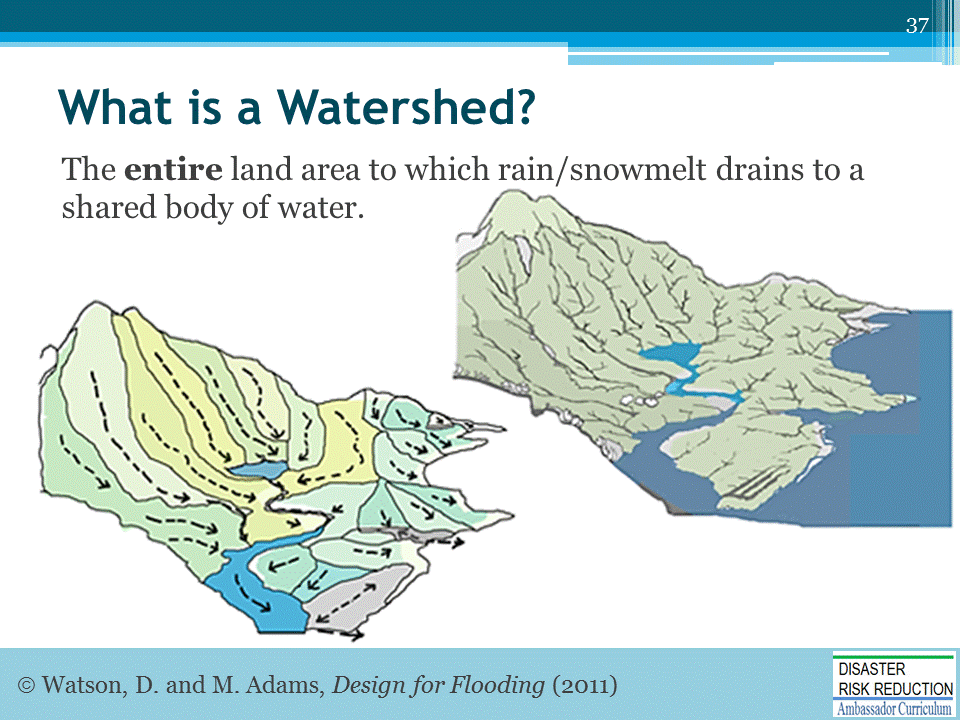 37
What is a Watershed?
The entire land area to which rain/snowmelt drains to a
shared body of water.
© Watson, D. and M. Adams, Design for Flooding (2011)
DISASTER
RISK REDUCTION
Ambassador Curriculum